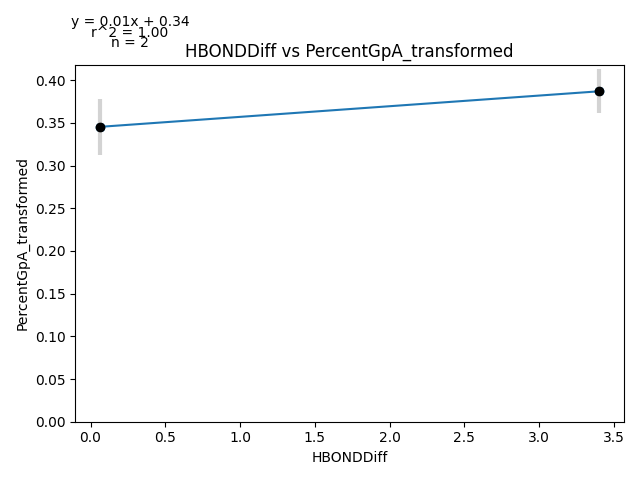 y = 0.01x + 0.34
r^2 = 1.00
n = 2
HBONDDiff vs PercentGpA_transformed
PercentGpA_transformed
0.40
0.35
0.30
0.25
0.20
0.15
0.10
0.05
0.00
0.0 0.5 1.0 1.5 2.0 2.5 3.0 3.5
HBONDDiff